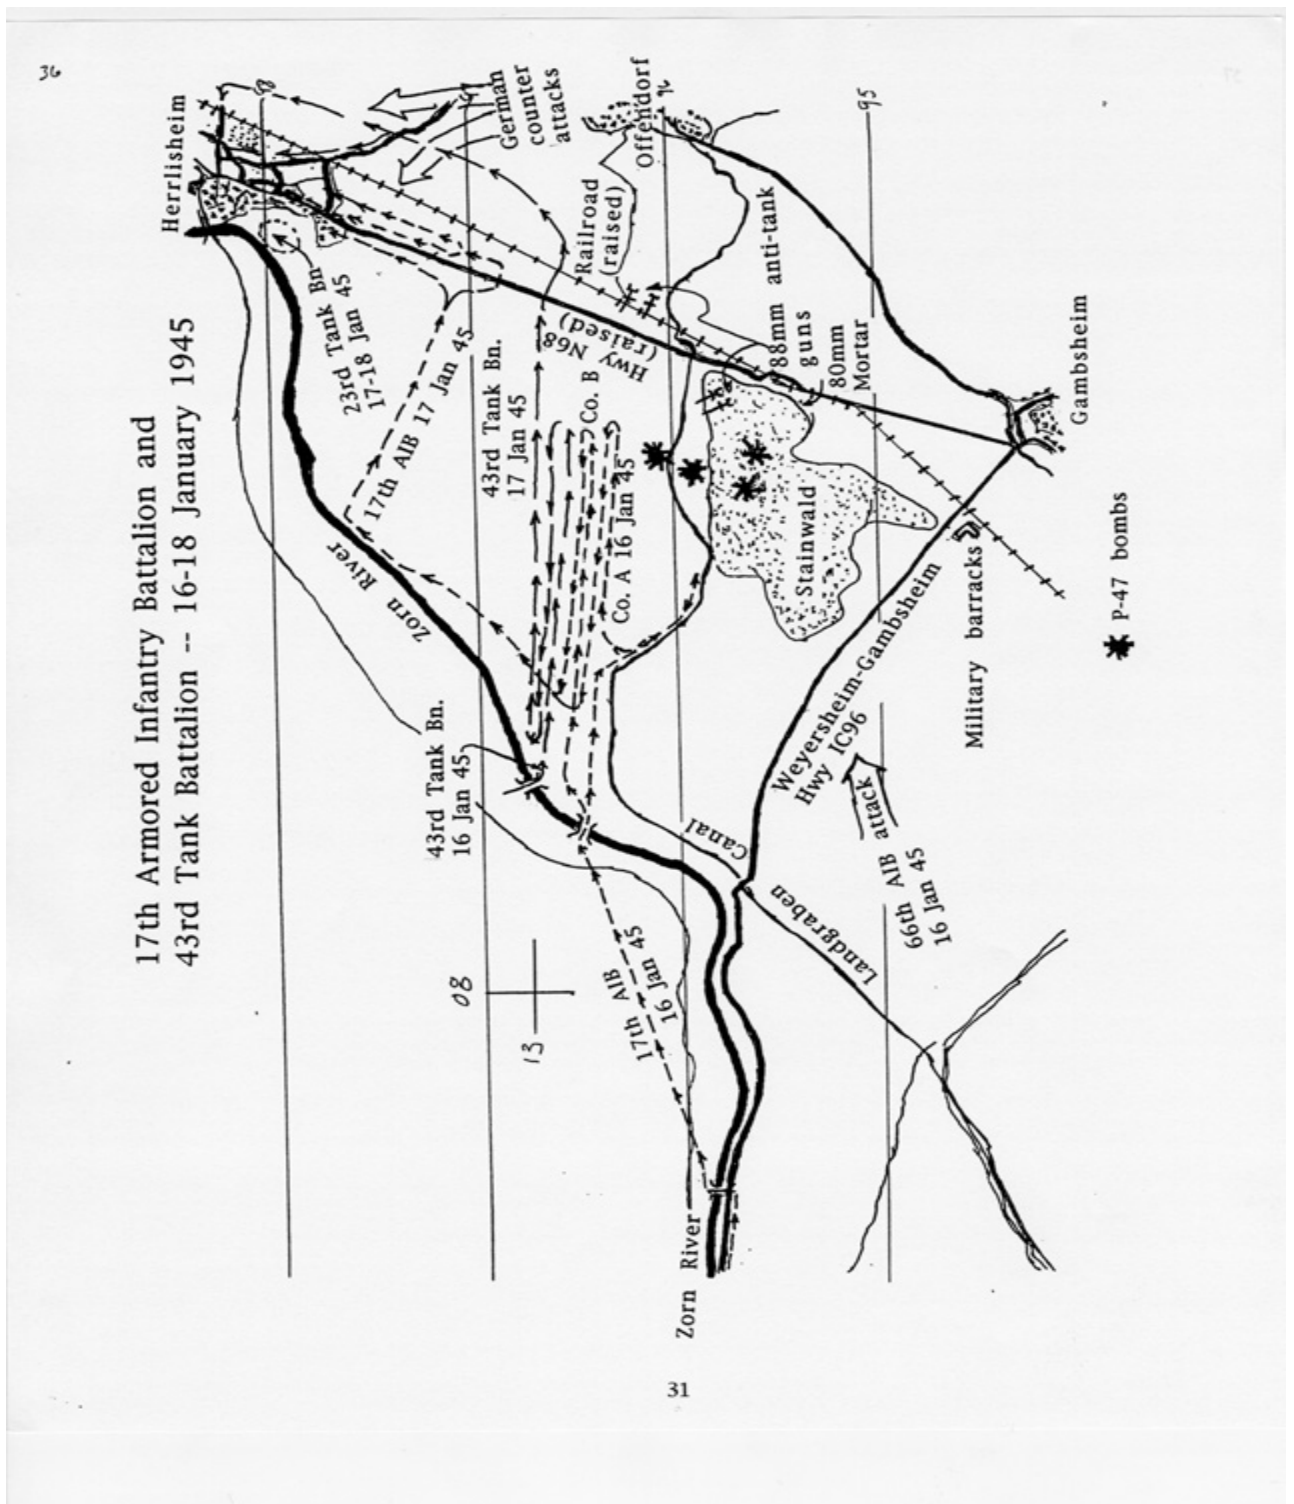 36
17th Armored Infantry Battalion and
43rd Tank Battalion -- 16-18 January 1945
Herrlisheim
German
counter
attacks
Offendorf
95
Railroad
(raised)
23rd Tank Bn
17-18 Jan 45
17th AIB 17 Jan 45
Hwy N68
(raised)
88mm anti-tank
guns
80mm
Mortar
Gambsheim
43rd Tank Bn.
17 Jan 45
Co. B
Co. A 16 Jan 45
Stainwald
Zorn River
43rd Tank Bn.
16 Jan 45
Weyersheim-Gambsheim
Hwy IC96
Military barracks
P-47 bombs
Canal
Landgraben
66th AIB attack
16 Jan 45
17th AIB
16 Jan 45
08
13
Zorn River
31